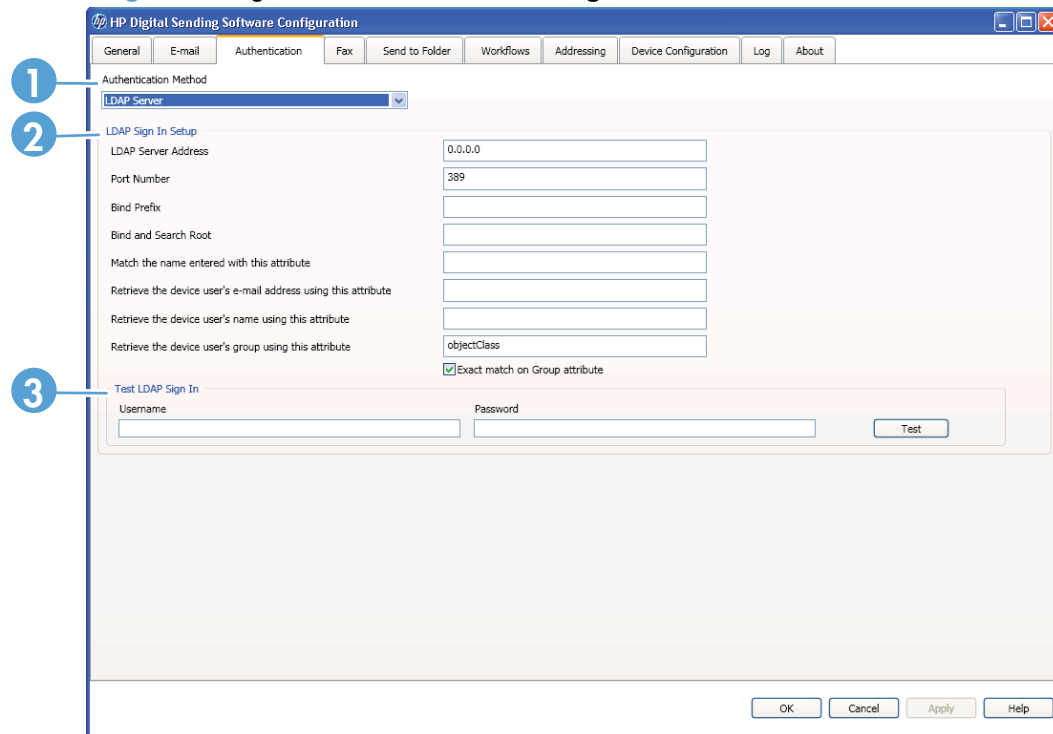 hp HP Digital Sending Software Configuration
General E-mail Authentication Fax Send to Folder Workflows Addressing Device Configuration Log About
1
Authentication Method
LDAP Server
2
LDAP Sign In Setup
LDAP Server Address 0.0.0.0
Port Number 389
Bind Prefix
Bind and Search Root
Match the name entered with this attribute
Retrieve the device user's e-mail address using this attribute
Retrieve the device user's name using this attribute
Retrieve the device user's group using this attribute objectClass
Exact match on Group attribute
3
Test LDAP Sign In
Username Password
Test
OK Cancel Apply Help